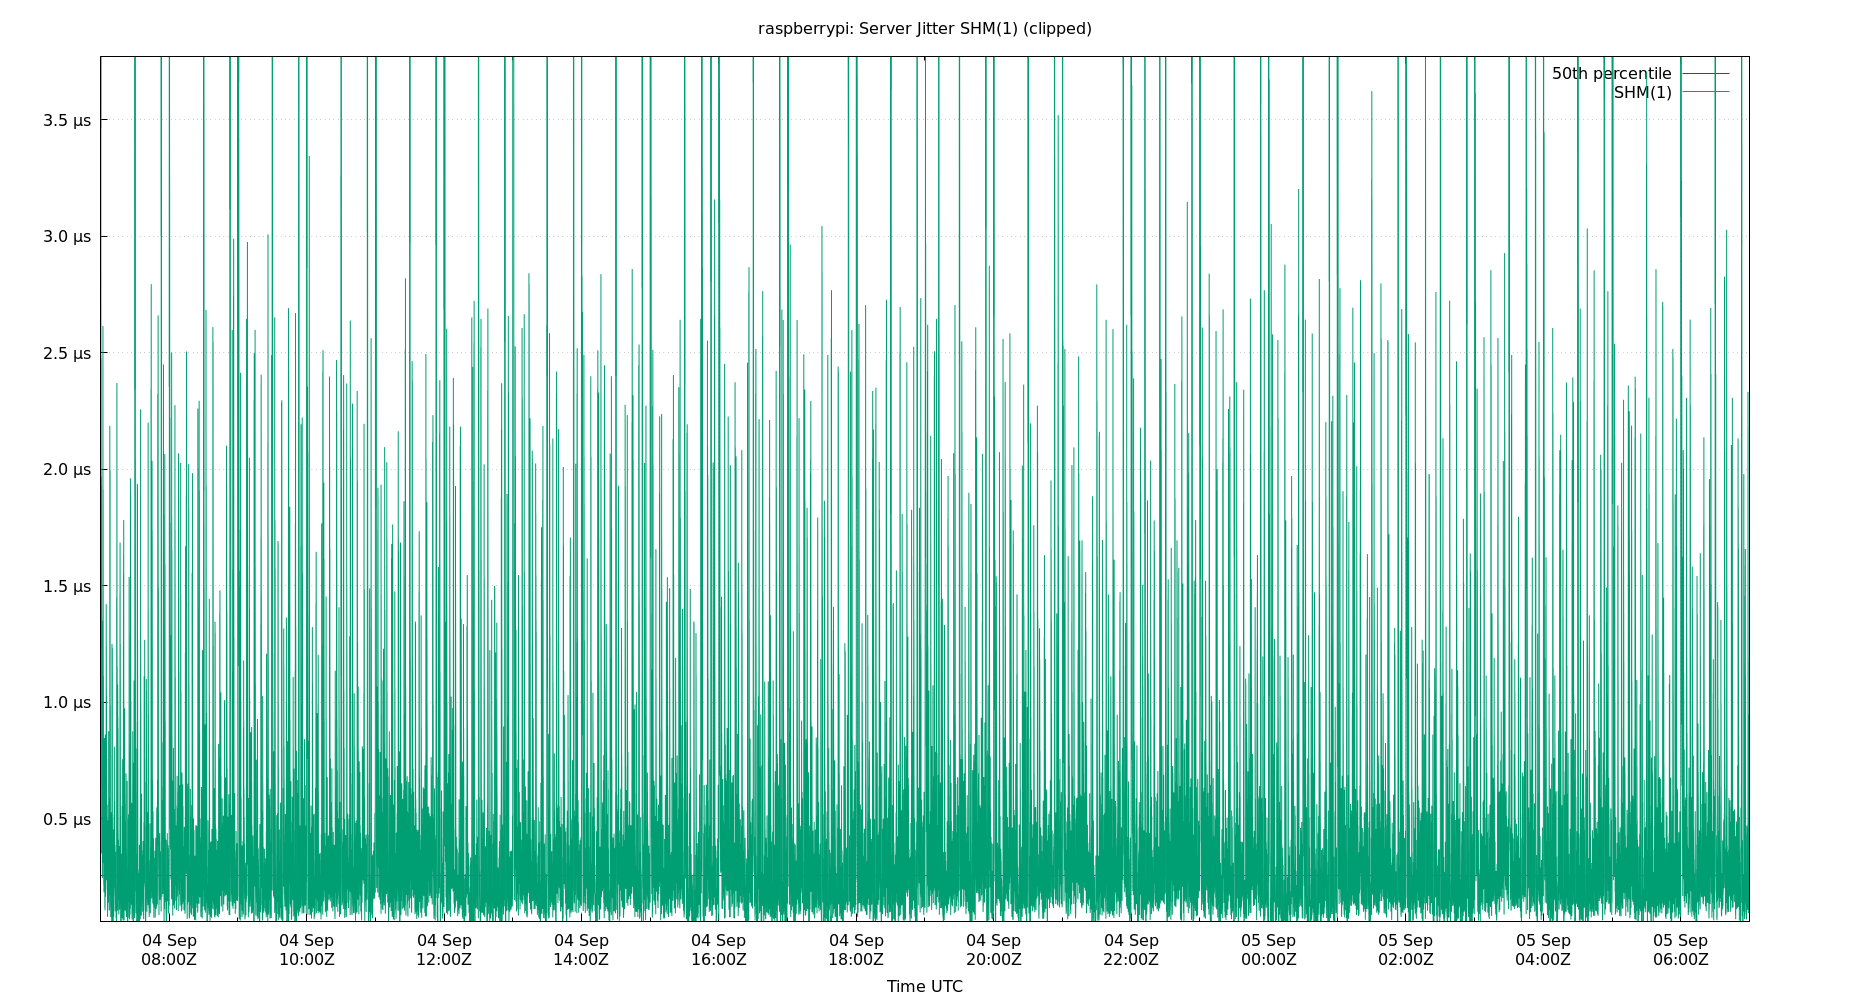 raspberrypi: Server Jitter SHM(1) (clipped)
50th percentile
SHM(1)
3.5 µs
3.0 µs
2.5 µs
2.0 µs
1.5 µs
1.0 µs
0.5 µs
04 Sep 04 Sep 04 Sep 04 Sep 04 Sep 04 Sep 04 Sep 04 Sep 05 Sep 05 Sep 05 Sep 05 Sep
08:00Z 10:00Z 12:00Z 14:00Z 16:00Z 18:00Z 20:00Z 22:00Z 00:00Z 02:00Z 04:00Z 06:00Z
Time UTC